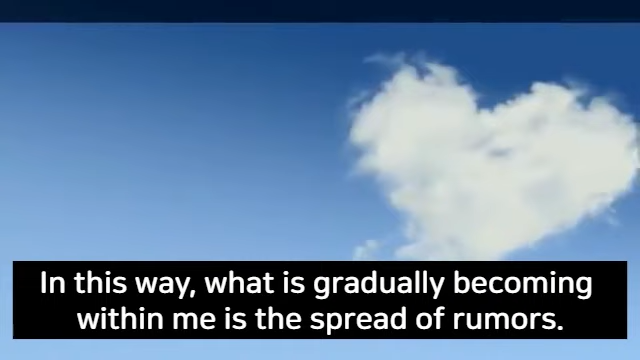 In this way, what is gradually becoming
within me is the spread of rumors.